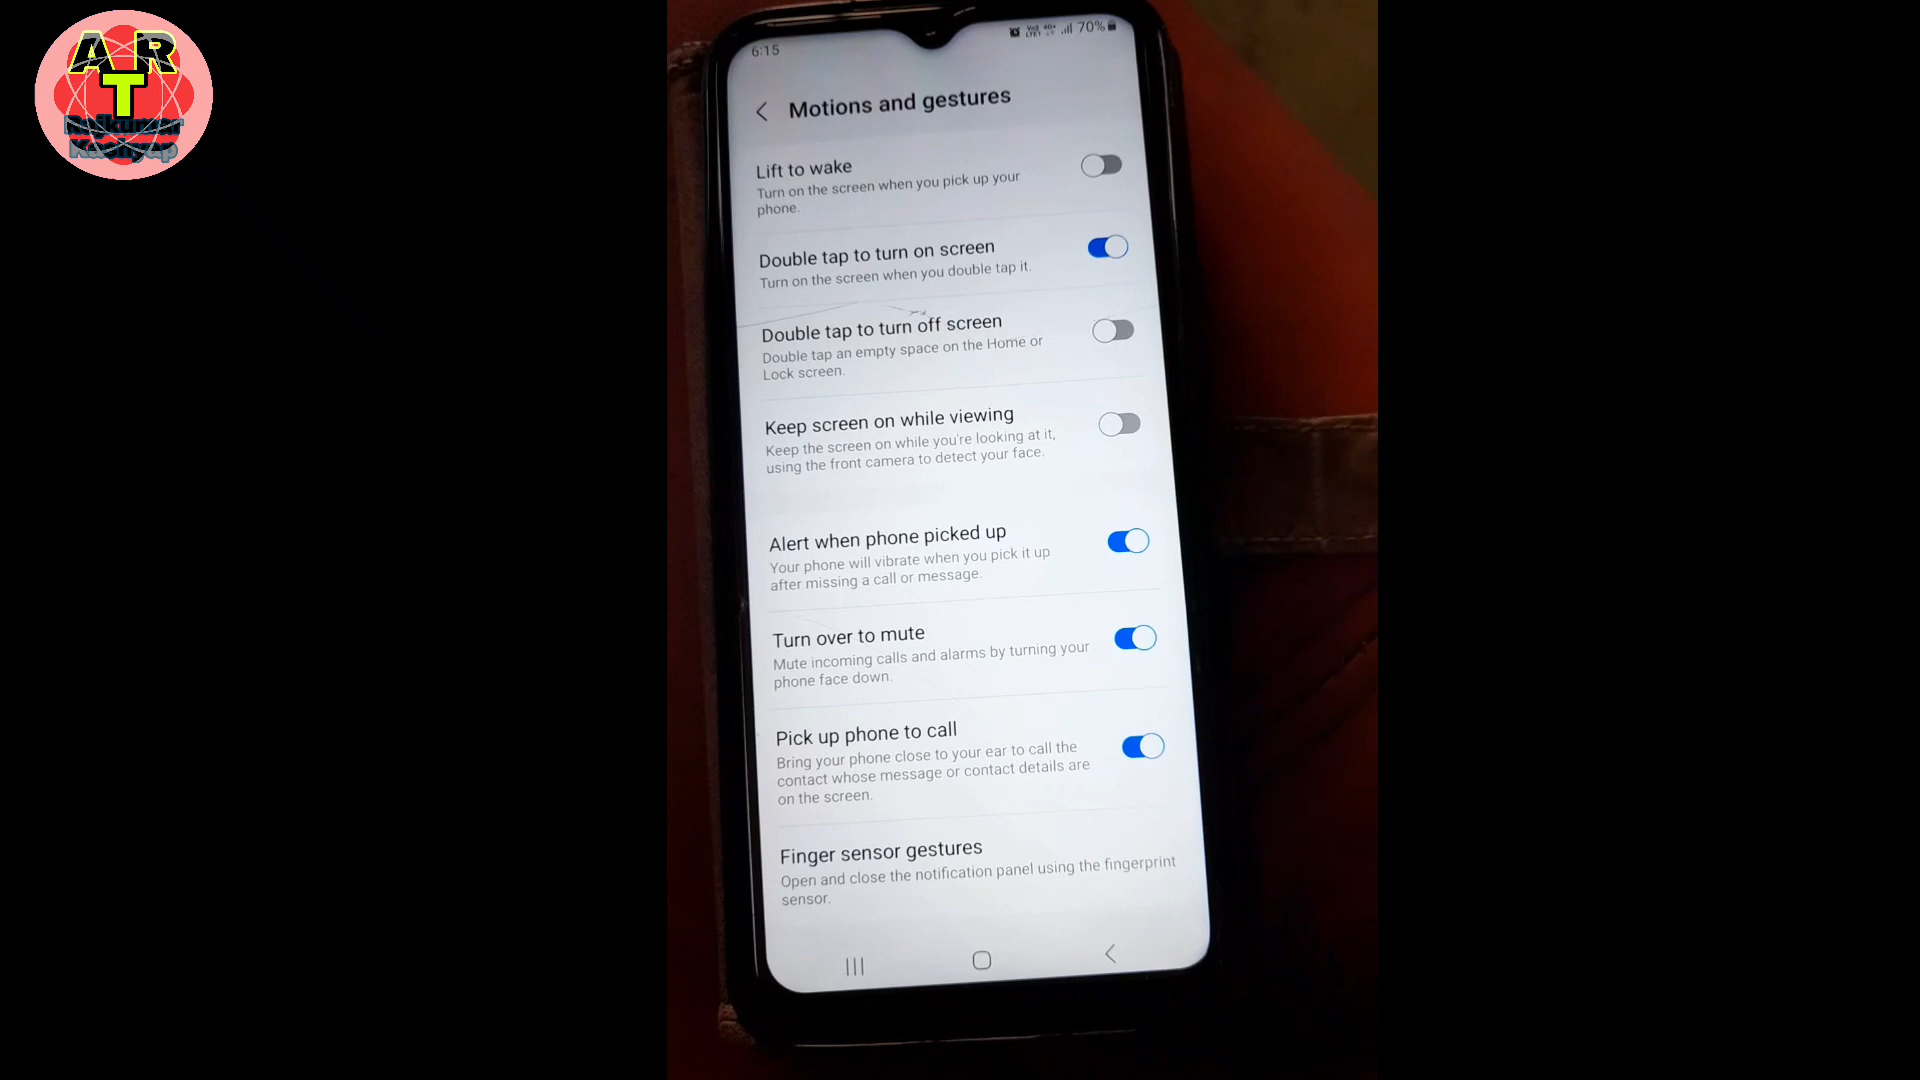 A R
T
Rajkumar
Kashyap
6:15
70%
Motions and gestures
Lift to wake
Turn on the screen when you pick up your
phone.
Double tap to turn on screen
Turn on the screen when you double tap it.
Double tap to turn off screen
Double tap an empty space on the Home or
Lock screen.
Keep screen on while viewing
Keep the screen on while you're looking at it,
using the front camera to detect your face.
Alert when phone picked up
Your phone will vibrate when you pick it up
after missing a call or message.
Turn over to mute
Mute incoming calls and alarms by turning your
phone face down.
Pick up phone to call
Bring your phone close to your ear to call the
contact whose message or contact details are
on the screen.
Finger sensor gestures
Open and close the notification panel using the fingerprint
sensor.